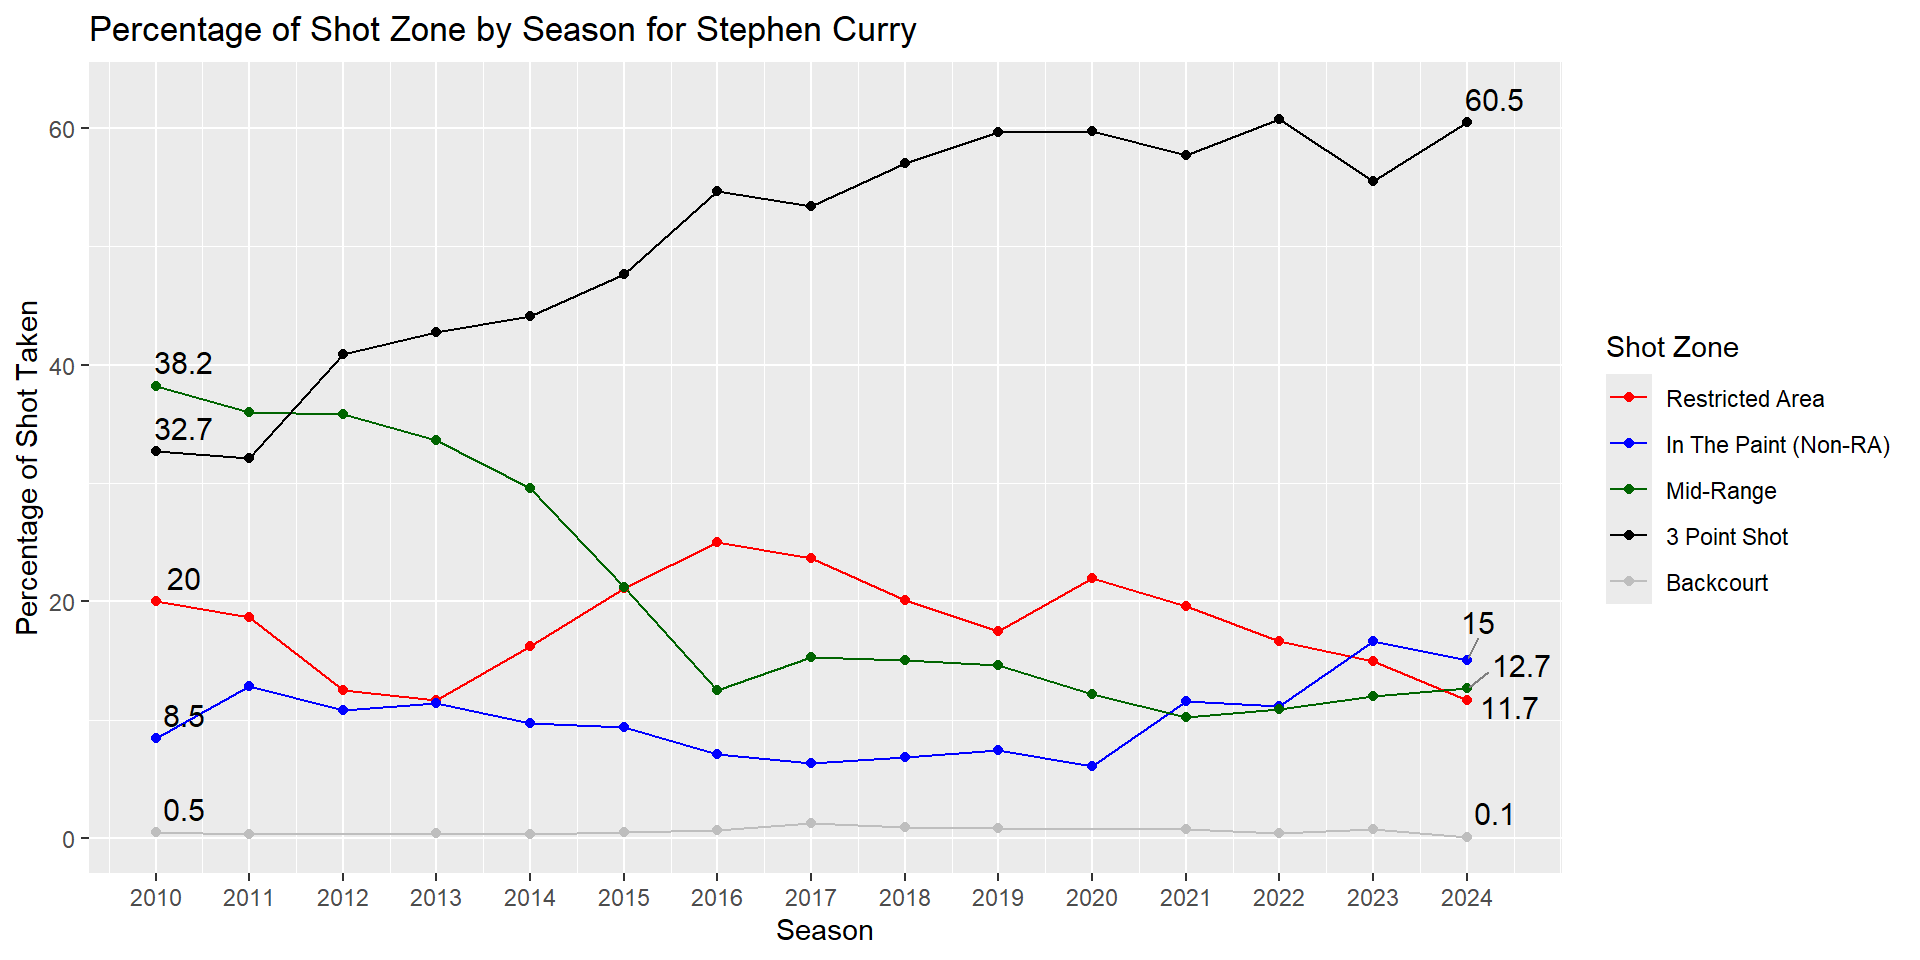 Percentage of Shot Zone by Season for Stephen Curry
Percentage of Shot Taken
60
40
20
0
38.2
32.7
20
8.5
0.5
60.5
15
12.7
11.7
0.1
2010 2011 2012 2013 2014 2015 2016 2017 2018 2019 2020 2021 2022 2023 2024
Season
Shot Zone
Restricted Area
In The Paint (Non-RA)
Mid-Range
3 Point Shot
Backcourt